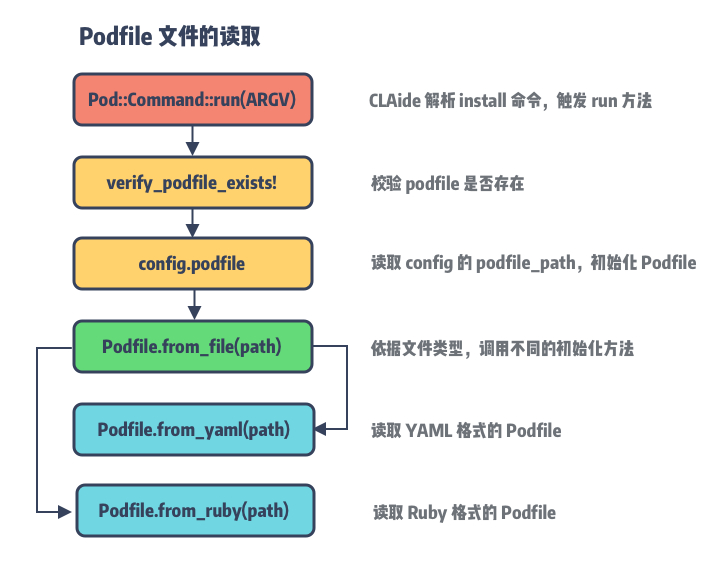 Podfile 文件的读取
Pod::Command::run(ARGV)
CLAide 解析 install 命令，触发 run 方法
verify_podfile_exists!
校验 podfile 是否存在
config.podfile
读取 config 的 podfile_path，初始化 Podfile
Podfile.from_file(path)
依据文件类型，调用不同的初始化方法
Podfile.from_yaml(path)
读取 YAML 格式的 Podfile
Podfile.from_ruby(path)
读取 Ruby 格式的 Podfile